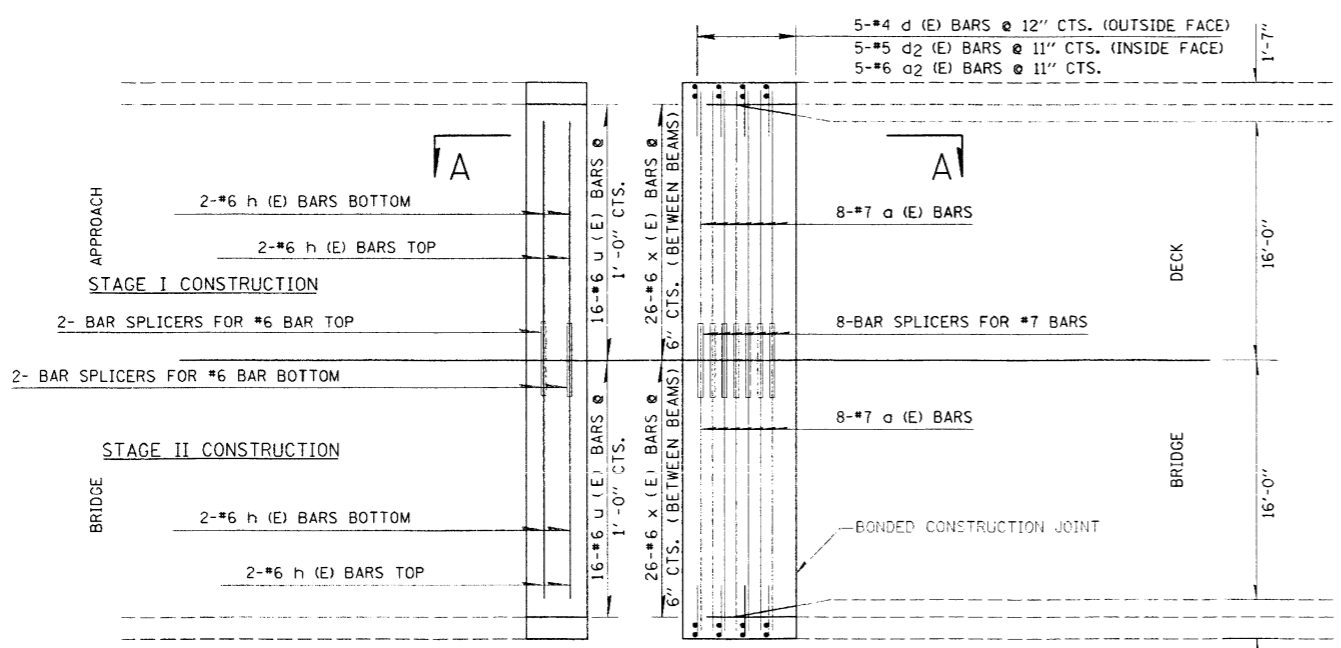 5-#4 d (E) BARS @ 12" CTS. (OUTSIDE FACE)
5-#5 d2 (E) BARS @ 11" CTS. (INSIDE FACE)
5-#6 a2 (E) BARS @ 11" CTS.
1'-7"
A
A
2-#6 h (E) BARS BOTTOM
2-#6 h (E) BARS TOP
APPROACH
STAGE I CONSTRUCTION
2- BAR SPLICERS FOR #6 BAR TOP
2- BAR SPLICERS FOR #6 BAR BOTTOM
STAGE II CONSTRUCTION
BRIDGE
2-#6 h (E) BARS BOTTOM
2-#6 h (E) BARS TOP
16-#6 u (E) BARS @
1'-0" CTS.
26-#6 x (E) BARS @
6" CTS. (BETWEEN BEAMS)
16-#6 u (E) BARS @
1'-0" CTS.
26-#6 x (E) BARS @
6" CTS. (BETWEEN BEAMS)
8-#7 a (E) BARS
8-BAR SPLICERS FOR #7 BARS
8-#7 a (E) BARS
BONDED CONSTRUCTION JOINT
DECK
BRIDGE
16'-0"
16'-0"